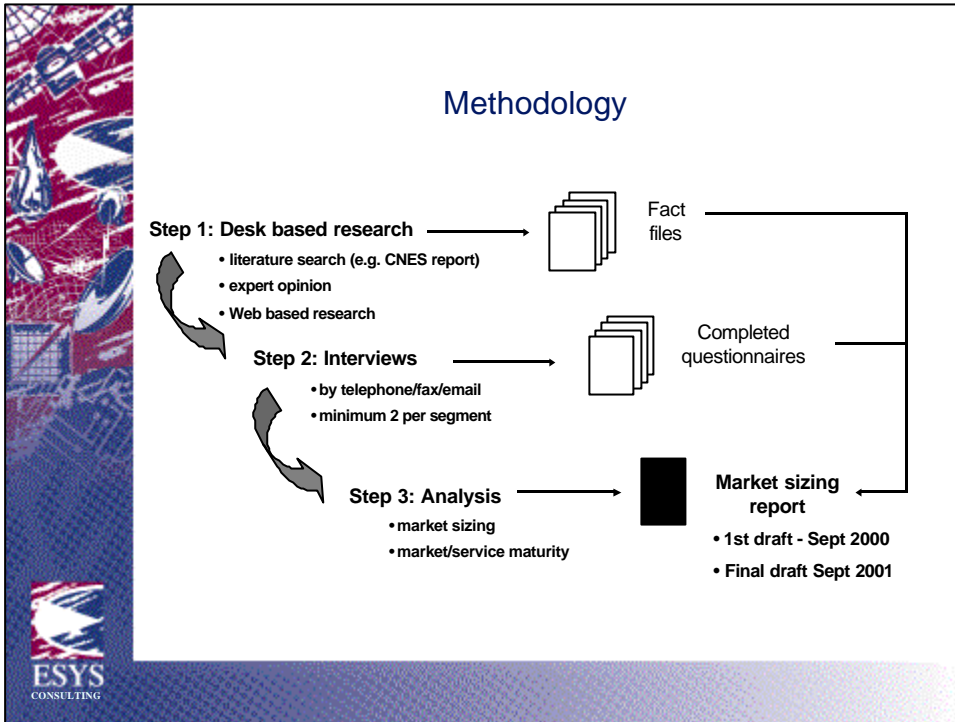 Methodology
Step 1: Desk based research
• literature search (e.g. CNES report)
• expert opinion
• Web based research
Fact
files
Step 2: Interviews
• by telephone/fax/email
• minimum 2 per segment
Completed
questionnaires
Step 3: Analysis
• market sizing
• market/service maturity
Market sizing
report
• 1st draft - Sept 2000
• Final draft Sept 2001
K
ESYS
CONSULTING